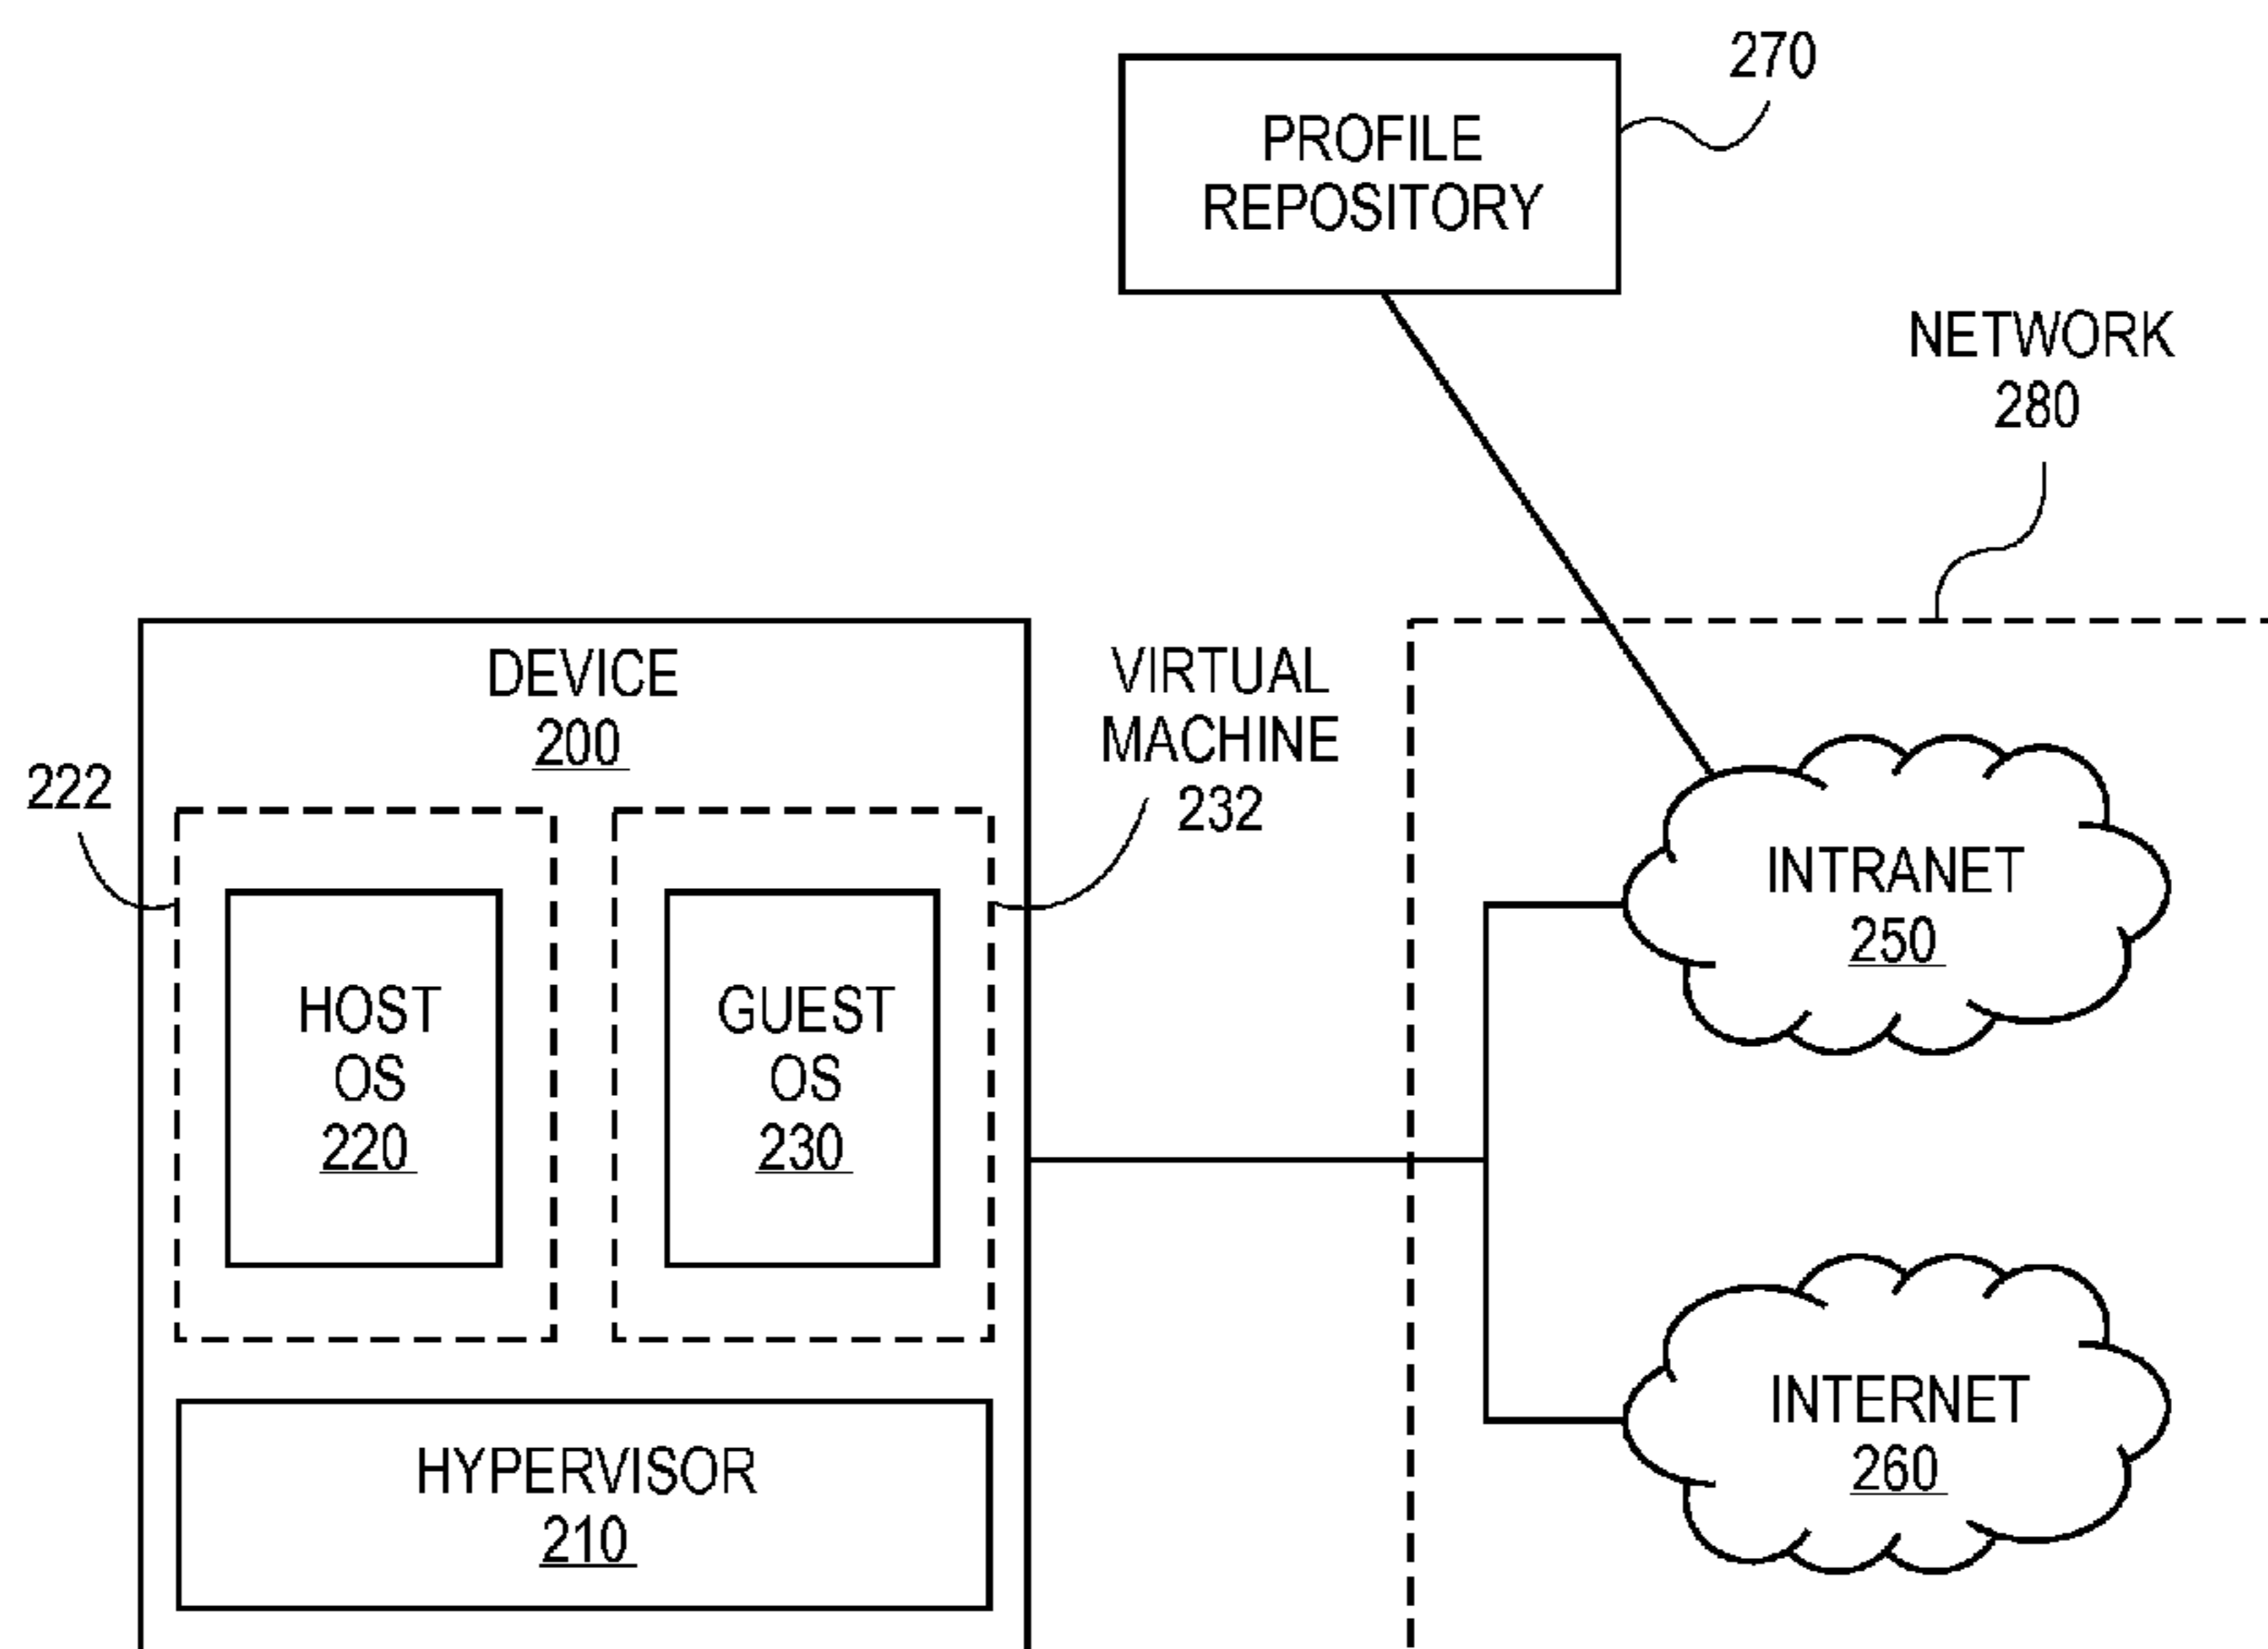 270
PROFILE
REPOSITORY
NETWORK
280
DEVICE
200
VIRTUAL
MACHINE
232
222
INTRANET
250
HOST
OS
220
GUEST
OS
230
INTERNET
260
HYPERVISOR
210